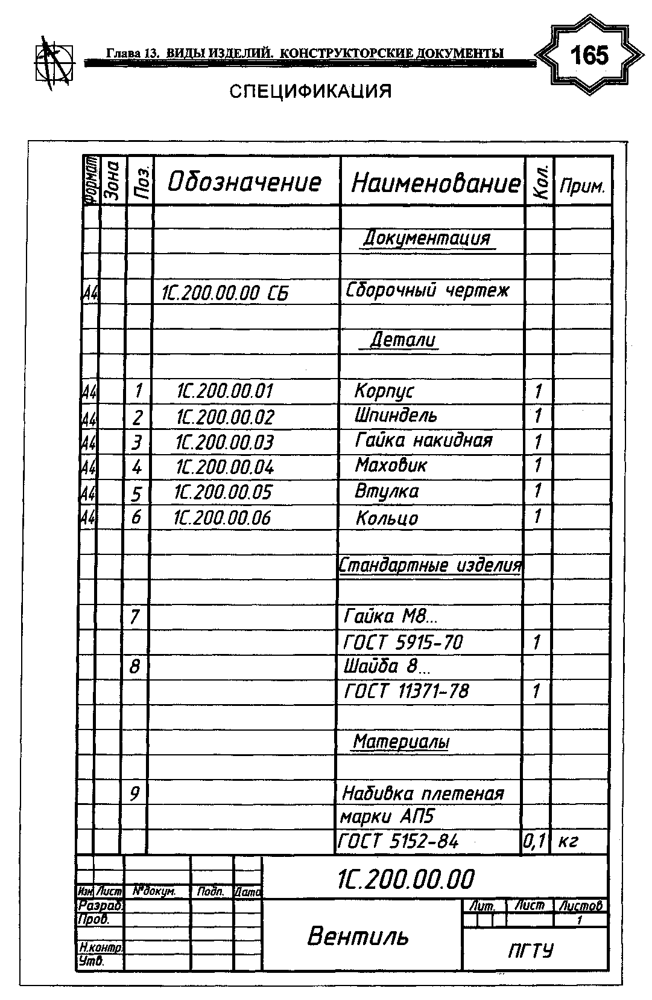 Глава 13. ВИДЫ ИЗДЕЛИЙ. КОНСТРУКТОРСКИЕ ДОКУМЕНТЫ
165
СПЕЦИФИКАЦИЯ
Формат Зона Поз. Обозначение Наименование Кол. Прим.
Документация
А4 1С.200.00.00 СБ Сборочный чертеж
Детали
А4 1 1С.200.00.01 Корпус 1
А4 2 1С.200.00.02 Шпиндель 1
А4 3 1С.200.00.03 Гайка накидная 1
А4 4 1С.200.00.04 Маховик 1
А4 5 1С.200.00.05 Втулка 1
А4 6 1С.200.00.06 Кольцо 1
Стандартные изделия
7 Гайка М8...
ГОСТ 5915-70 1
8 Шайба 8...
ГОСТ 11371-78 1
Материалы
9 Набивка плетеная
марки АП5
ГОСТ 5152-84 0,1 кг
1С.200.00.00
Изм Лист №докум. Подп. Дата
Разраб.
Пров.
Н.контр.
Утв.
Вентиль
Лит. Лист Листов
1
ПГТУ